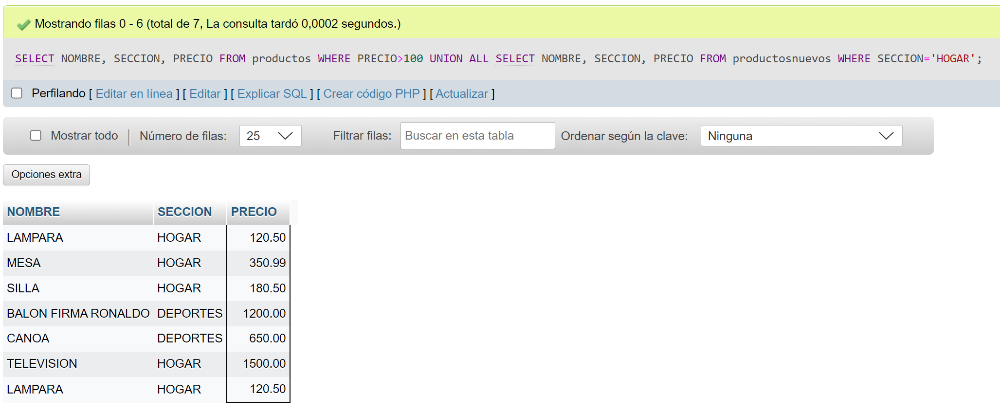 Mostrando filas 0 - 6 (total de 7, La consulta tardó 0,0002 segundos.)
SELECT NOMBRE, SECCION, PRECIO FROM productos WHERE PRECIO>100 UNION ALL SELECT NOMBRE, SECCION, PRECIO FROM productosnuevos WHERE SECCION='HOGAR';
Perfilando [ Editar en línea ] [ Editar ] [ Explicar SQL ] [ Crear código PHP ] [ Actualizar ]
Mostrar todo | Número de filas: 25 Filtrar filas: Buscar en esta tabla Ordenar según la clave: Ninguna
Opciones extra
NOMBRE SECCION PRECIO
LAMPARA HOGAR 120.50
MESA HOGAR 350.99
SILLA HOGAR 180.50
BALON FIRMA RONALDO DEPORTES 1200.00
CANOA DEPORTES 650.00
TELEVISION HOGAR 1500.00
LAMPARA HOGAR 120.50